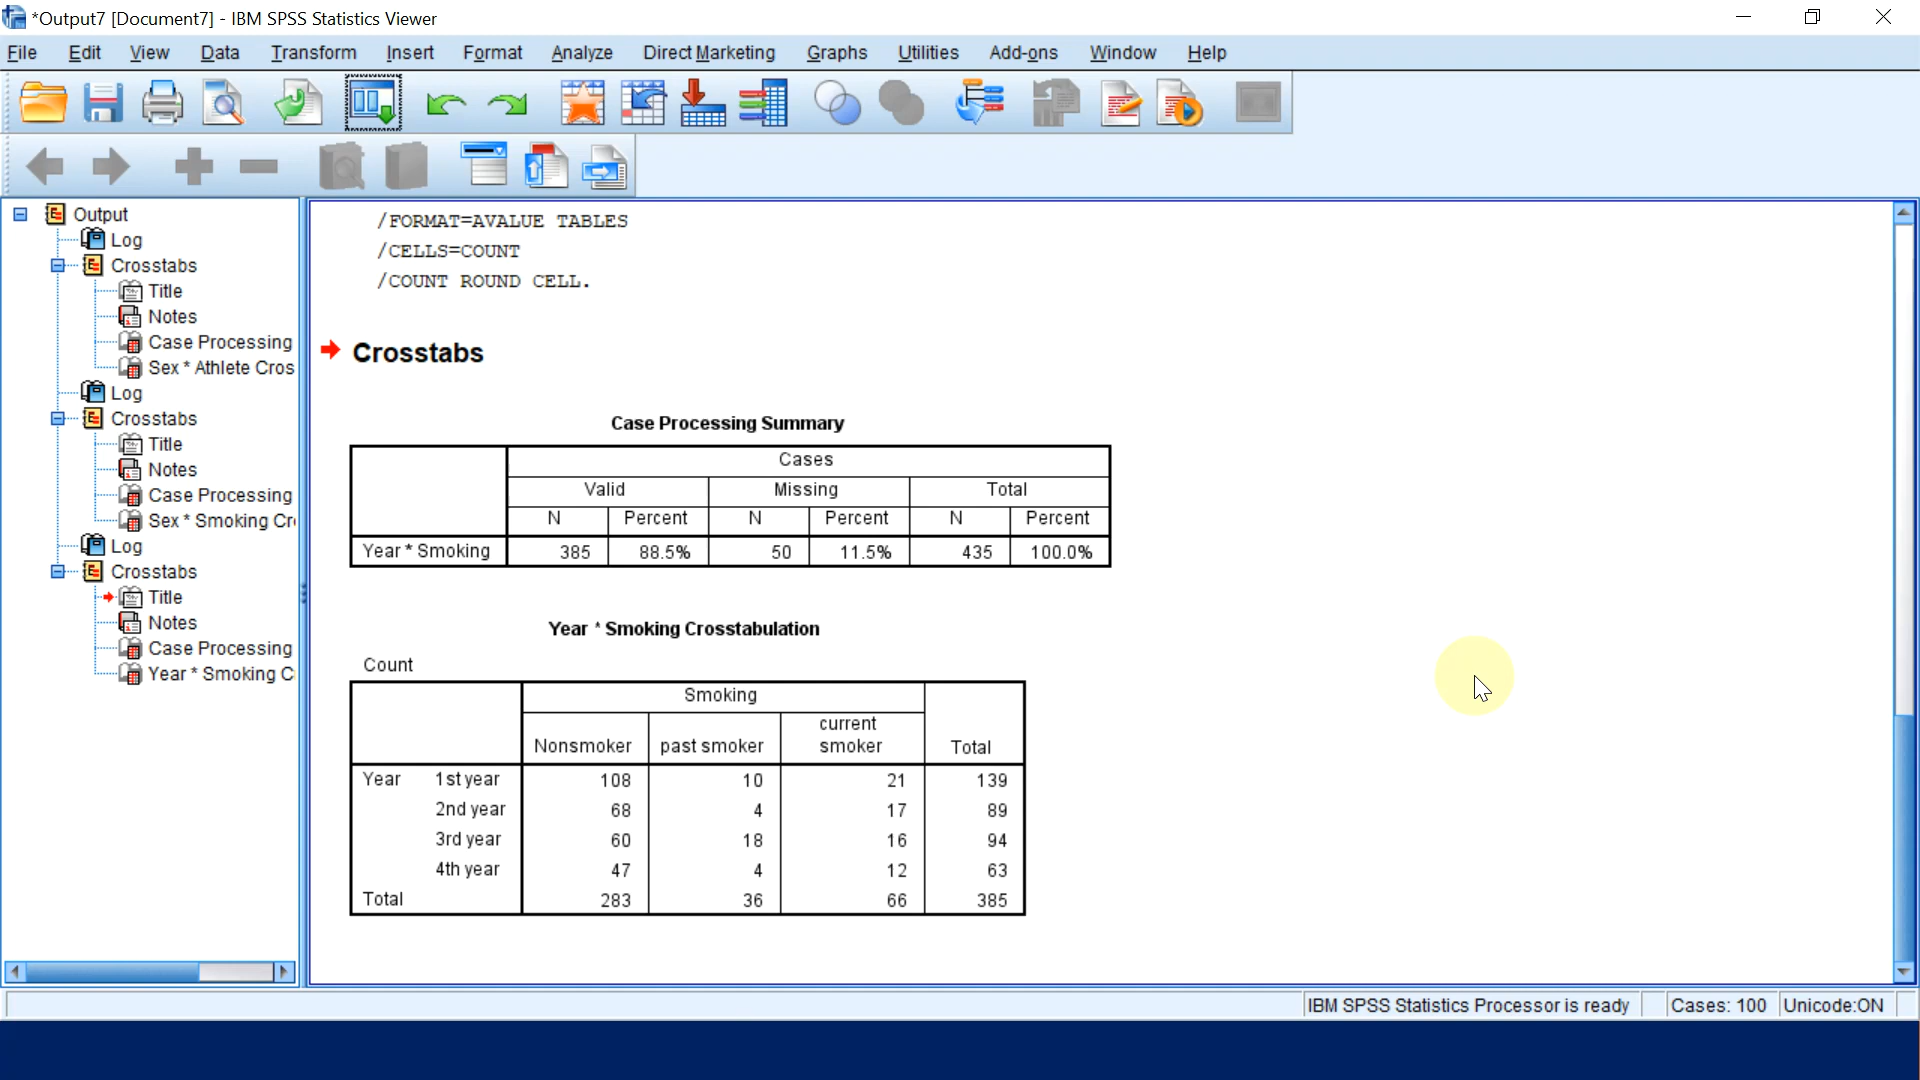 *Output7 [Document7] - IBM SPSS Statistics Viewer
File Edit View Data Transform Insert Format Analyze Direct Marketing Graphs Utilities Add-ons Window Help
Output
Log
Crosstabs
Title
Notes
Case Processing
Sex * Athlete Cros
Log
Crosstabs
Title
Notes
Case Processing
Sex * Smoking Cr
Log
Crosstabs
Title
Notes
Case Processing
Year * Smoking C
/FORMAT=AVALUE TABLES
/CELLS=COUNT
/COUNT ROUND CELL.
Crosstabs
Case Processing Summary
Cases
Valid Missing Total
N Percent N Percent N Percent
Year * Smoking 385 88.5% 50 11.5% 435 100.0%
Year * Smoking Crosstabulation
Count
Smoking
Nonsmoker past smoker current smoker Total
Year 1st year 108 10 21 139
2nd year 68 4 17 89
3rd year 60 18 16 94
4th year 47 4 12 63
Total 283 36 66 385
IBM SPSS Statistics Processor is ready Cases: 100 Unicode:ON